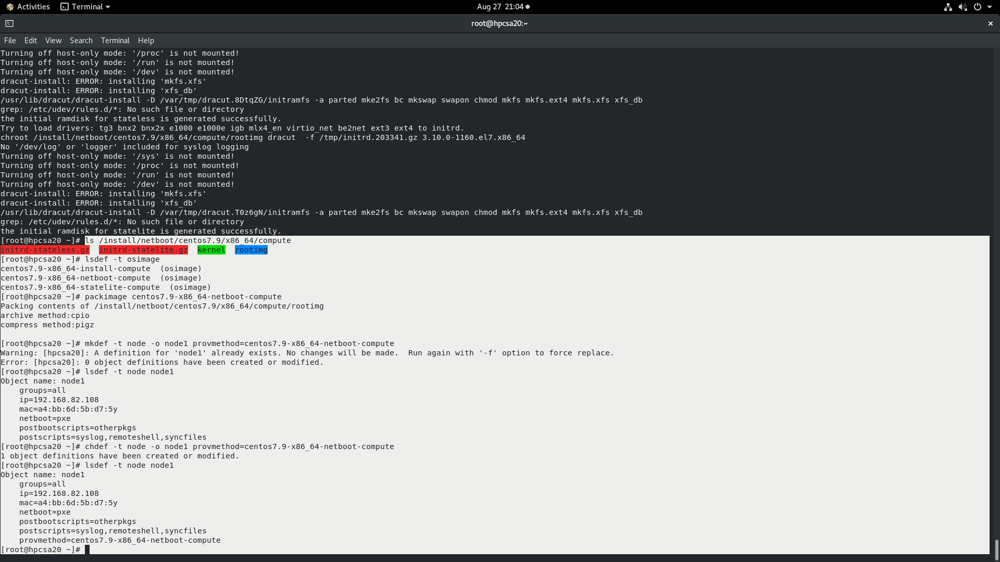 Activities Terminal Aug 27 21:04
root@hpcsa20:~
File Edit View Search Terminal Help
Turning off host-only mode: '/proc' is not mounted!
Turning off host-only mode: '/run' is not mounted!
Turning off host-only mode: '/dev' is not mounted!
dracut-install: ERROR: installing 'mkfs.xfs'
dracut-install: ERROR: installing 'xfs_db'
/usr/lib/dracut/dracut-install -D /var/tmp/dracut.8DtqZG/initramfs -a parted mke2fs bc mkswap swapon chmod mkfs mkfs.ext4 mkfs.xfs xfs_db
grep: /etc/udev/rules.d/*: No such file or directory
the initial ramdisk for stateless is generated successfully.
Try to load drivers: tg3 bnx2 bnx2x e1000 e1000e igb mlx4_en virtio_net be2net ext3 ext4 to initrd.
chroot /install/netboot/centos7.9/x86_64/compute/rootimg dracut  -f /tmp/initrd.203341.gz 3.10.0-1160.el7.x86_64
No '/dev/log' or 'logger' included for syslog logging
Turning off host-only mode: '/sys' is not mounted!
Turning off host-only mode: '/proc' is not mounted!
Turning off host-only mode: '/run' is not mounted!
Turning off host-only mode: '/dev' is not mounted!
dracut-install: ERROR: installing 'mkfs.xfs'
dracut-install: ERROR: installing 'xfs_db'
/usr/lib/dracut/dracut-install -D /var/tmp/dracut.T0z6gN/initramfs -a parted mke2fs bc mkswap swapon chmod mkfs mkfs.ext4 mkfs.xfs xfs_db
grep: /etc/udev/rules.d/*: No such file or directory
the initial ramdisk for statelite is generated successfully.
[root@hpcsa20 ~]# ls /install/netboot/centos7.9/x86_64/compute
initrd-stateless.gz  initrd-statelite.gz  kernel  rootimg
[root@hpcsa20 ~]# lsdef -t osimage
centos7.9-x86_64-install-compute  (osimage)
centos7.9-x86_64-netboot-compute  (osimage)
centos7.9-x86_64-statelite-compute  (osimage)
[root@hpcsa20 ~]# packimage centos7.9-x86_64-netboot-compute
Packing contents of /install/netboot/centos7.9/x86_64/compute/rootimg
archive method:cpio
compress method:pigz
[root@hpcsa20 ~]# mkdef -t node -o node1 provmethod=centos7.9-x86_64-netboot-compute
Warning: [hpcsa20]: A definition for 'node1' already exists. No changes will be made.  Run again with '-f' option to force replace.
Error: [hpcsa20]: 0 object definitions have been created or modified.
[root@hpcsa20 ~]# lsdef -t node node1
Object name: node1
    groups=all
    ip=192.168.82.108
    mac=a4:bb:6d:5b:d7:5y
    netboot=pxe
    postbootscripts=otherpkgs
    postscripts=syslog,remoteshell,syncfiles
[root@hpcsa20 ~]# chdef -t node -o node1 provmethod=centos7.9-x86_64-netboot-compute
1 object definitions have been created or modified.
[root@hpcsa20 ~]# lsdef -t node node1
Object name: node1
    groups=all
    ip=192.168.82.108
    mac=a4:bb:6d:5b:d7:5y
    netboot=pxe
    postbootscripts=otherpkgs
    postscripts=syslog,remoteshell,syncfiles
    provmethod=centos7.9-x86_64-netboot-compute
[root@hpcsa20 ~]#